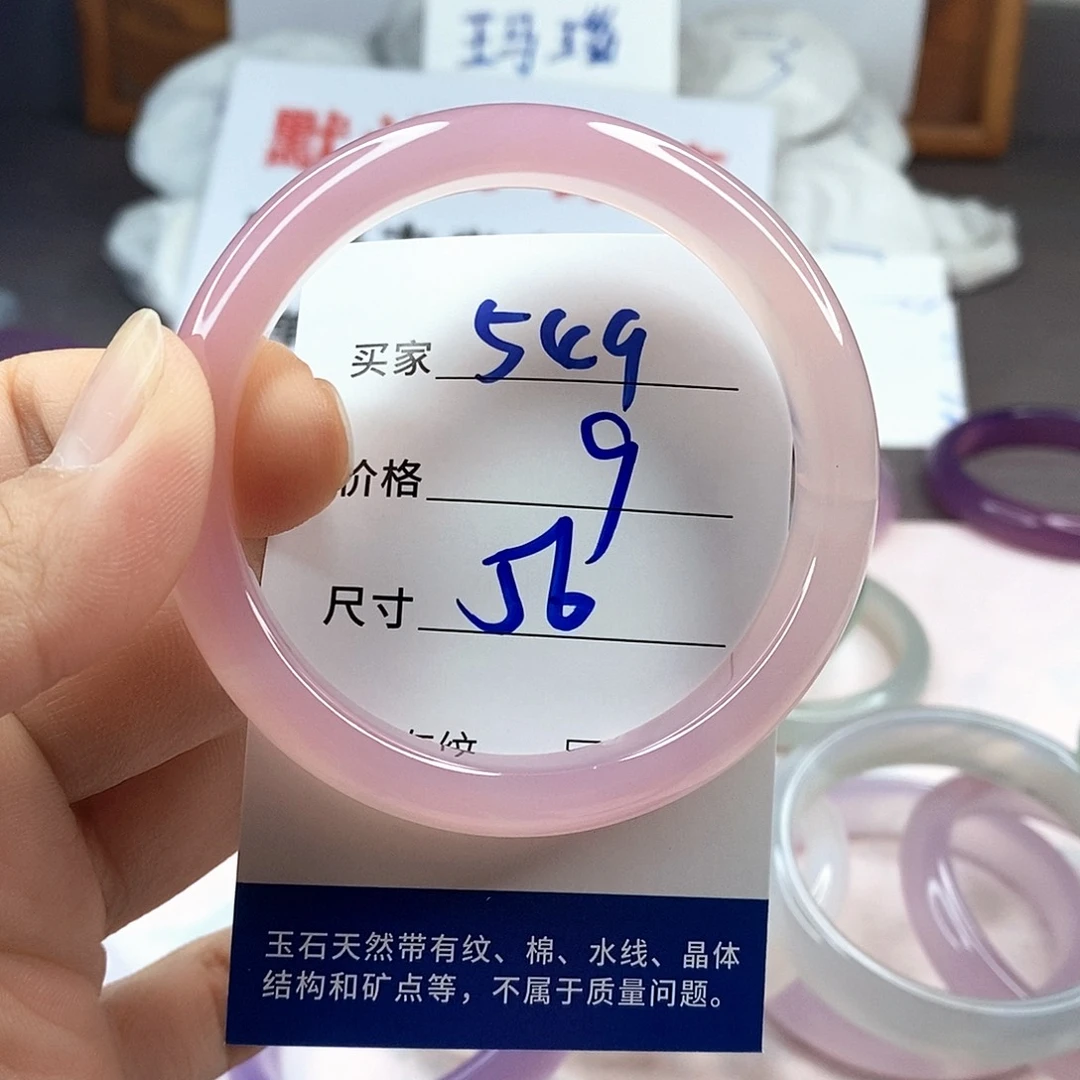 玛瑙
默
买家 549
价格 9
尺寸 56
玉石天然带有纹、棉、水线、晶体
结构和矿点等，不属于质量问题。